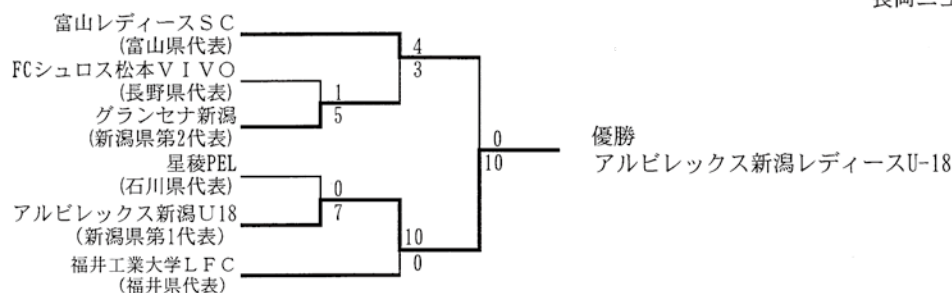 富山レディースＳＣ
(富山県代表)
4
3
FCシュロス松本ＶＩＶＯ
(長野県代表)
1
5
グランセナ新潟
(新潟県第2代表)
0
10
優勝
アルビレックス新潟レディースU-18
星稜PEL
(石川県代表)
0
7
アルビレックス新潟Ｕ18
(新潟県第1代表)
10
0
福井工業大学ＬＦＣ
(福井県代表)